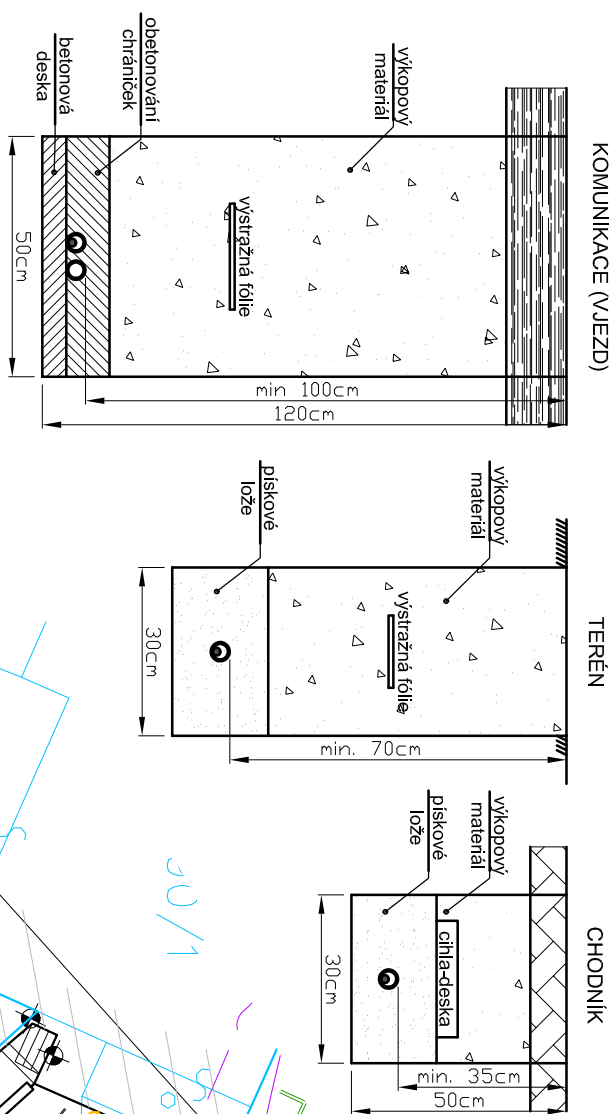 KOMUNIKACE (VJEZD)
výkopový
materiál
obetonování
chrániček
betonová
deska
výstražná fólie
50cm
min 100cm
120cm
TERÉN
výkopový
materiál
pískové
lože
výstražná fólie
30cm
min. 70cm
CHODNÍK
výkopový
materiál
pískové
lože
cihla-deska
30cm
min. 35cm
50cm